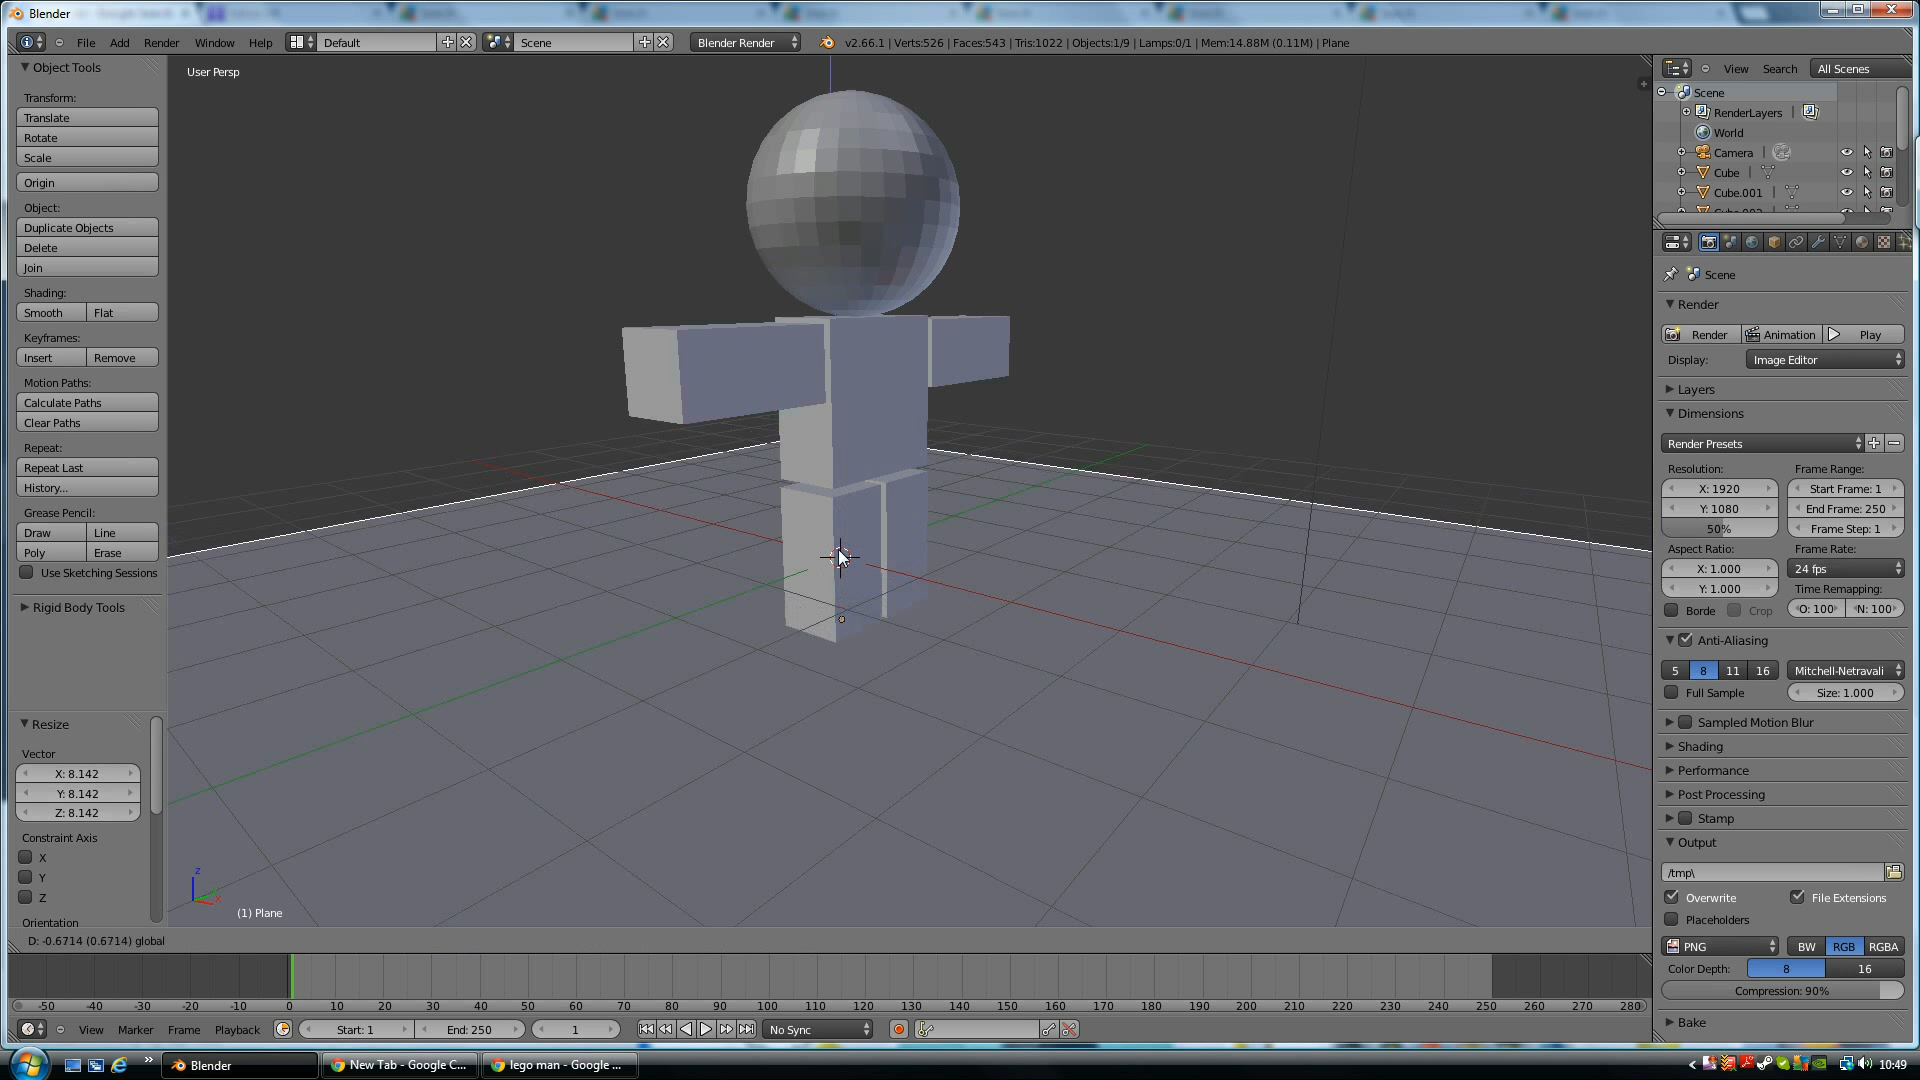 Blender
File Add Render Window Help Default Scene Blender Render v2.66.1 | Verts:526 | Faces:543 | Tris:1022 | Objects:1/9 | Lamps:0/1 | Mem:14.88M (0.11M) | Plane
Object Tools
Transform:
Translate
Rotate
Scale
Origin
Object:
Duplicate Objects
Delete
Join
Shading:
Smooth Flat
Keyframes:
Insert Remove
Motion Paths:
Calculate Paths
Clear Paths
Repeat:
Repeat Last
History...
Grease Pencil:
Draw Line
Poly Erase
Use Sketching Sessions
Rigid Body Tools
Resize
Vector
X: 8.142
Y: 8.142
Z: 8.142
Constraint Axis
X
Y
Z
Orientation
User Persp
z
x
(1) Plane
D: -0.6714 (0.6714) global
View Search All Scenes
Scene
RenderLayers
World
Camera
Cube
Cube.001
Scene
Render
Render Animation Play
Display: Image Editor
Layers
Dimensions
Render Presets
Resolution: Frame Range:
X: 1920 Start Frame: 1
Y: 1080 End Frame: 250
50% Frame Step: 1
Aspect Ratio: Frame Rate:
X: 1.000 24 fps
Y: 1.000 Time Remapping:
Borde Crop O: 100 N: 100
Anti-Aliasing
5 8 11 16 Mitchell-Netravali
Full Sample Size: 1.000
Sampled Motion Blur
Shading
Performance
Post Processing
Stamp
Output
/tmp\
Overwrite File Extensions
Placeholders
PNG BW RGB RGBA
Color Depth: 8 16
Compression: 90%
Bake
-50 -40 -30 -20 -10 0 10 20 30 40 50 60 70 80 90 100 110 120 130 140 150 160 170 180 190 200 210 220 230 240 250 260 270 280
View Marker Frame Playback Start: 1 End: 250 1 No Sync
Blender New Tab - Google C... lego man - Google ... 10:49